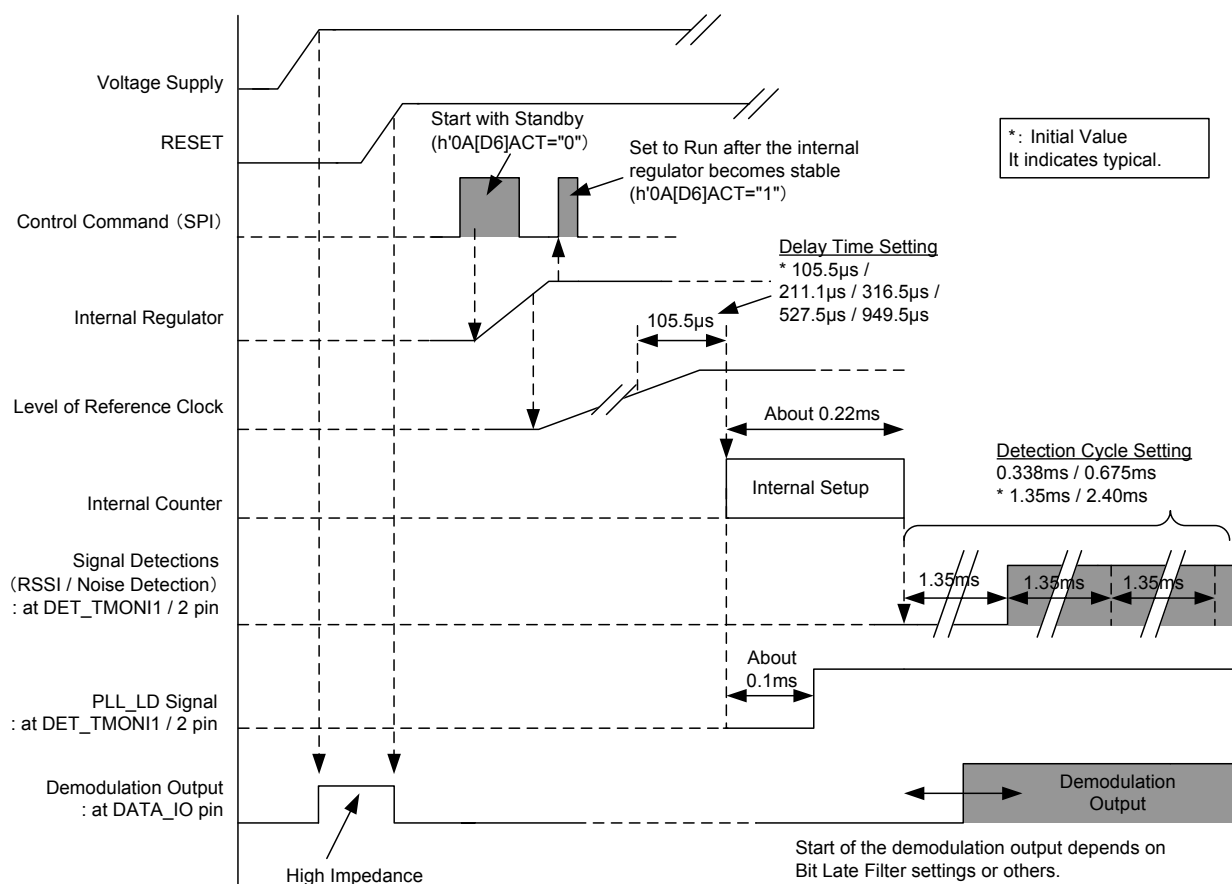 Voltage Supply
RESET
Start with Standby
(h'0A[D6]ACT="0")
Set to Run after the internal
regulator becomes stable
(h'0A[D6]ACT="1")
*: Initial Value
It indicates typical.
Control Command (SPI)
Delay Time Setting
* 105.5µs /
211.1µs / 316.5µs /
527.5µs / 949.5µs
Internal Regulator
105.5µs
Level of Reference Clock
About 0.22ms
Detection Cycle Setting
0.338ms / 0.675ms
* 1.35ms / 2.40ms
Internal Counter
Internal Setup
Signal Detections
(RSSI / Noise Detection)
: at DET_TMONI1 / 2 pin
1.35ms
1.35ms
1.35ms
About
0.1ms
PLL_LD Signal
: at DET_TMONI1 / 2 pin
Demodulation Output
: at DATA_IO pin
Demodulation
Output
High Impedance
Start of the demodulation output depends on
Bit Late Filter settings or others.